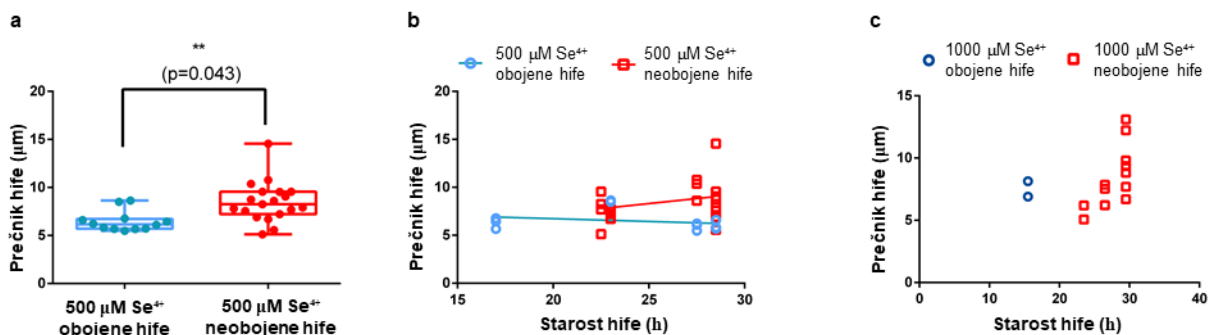 a
**
(p=0.043)
Prečnik hife (µm)
20
15
10
5
0
500 µM Se⁴⁺
obojene hife
500 µM Se⁴⁺
neobojene hife
b
500 µM Se⁴⁺
obojene hife
500 µM Se⁴⁺
neobojene hife
Prečnik hife (µm)
20
15
10
5
0
15
20
25
30
Starost hife (h)
c
1000 µM Se⁴⁺
obojene hife
1000 µM Se⁴⁺
neobojene hife
Prečnik hife (µm)
15
10
5
0
0
10
20
30
40
Starost hife (h)